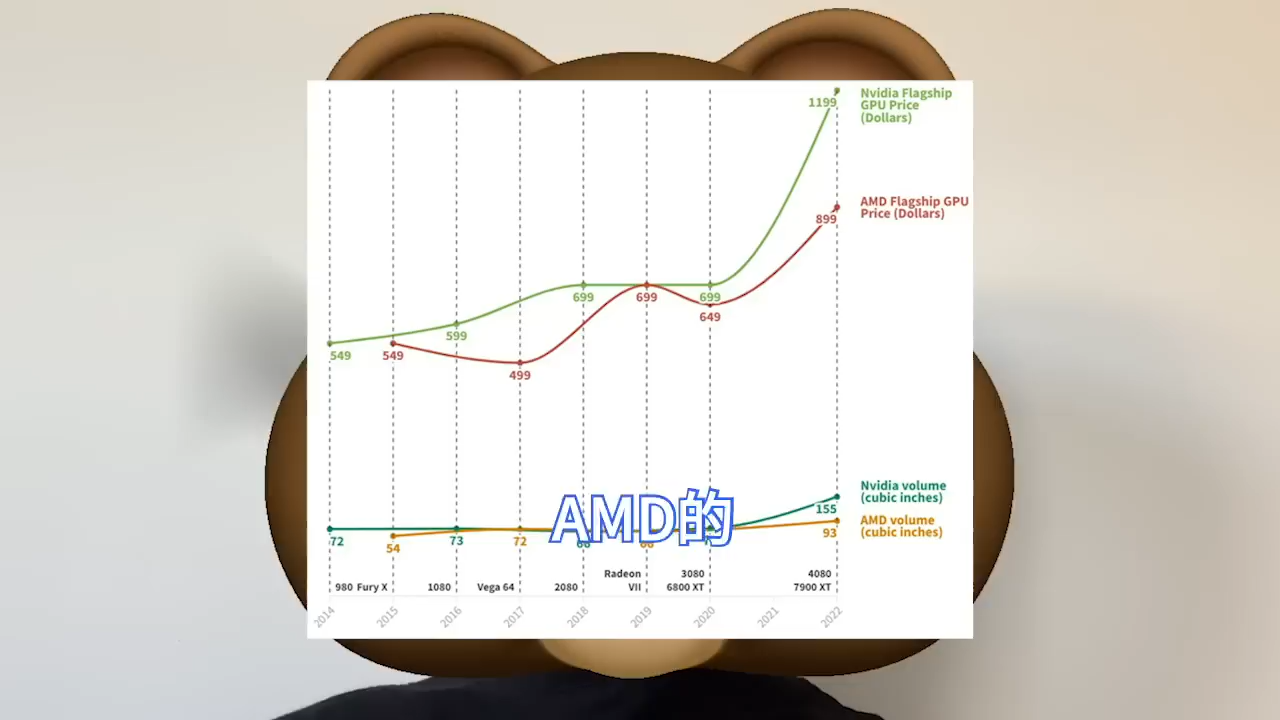 1199
Nvidia Flagship
GPU Price
(Dollars)
899
AMD Flagship GPU
Price (Dollars)
699
699
699
649
599
549
549
499
Nvidia volume
(cubic inches)
155
AMD volume
(cubic inches)
93
AMD的
72
54
73
72
980
Fury X
1080
Vega 64
2080
Radeon
VII
3080
6800 XT
4080
7900 XT
2014
2015
2016
2017
2018
2019
2020
2021
2022